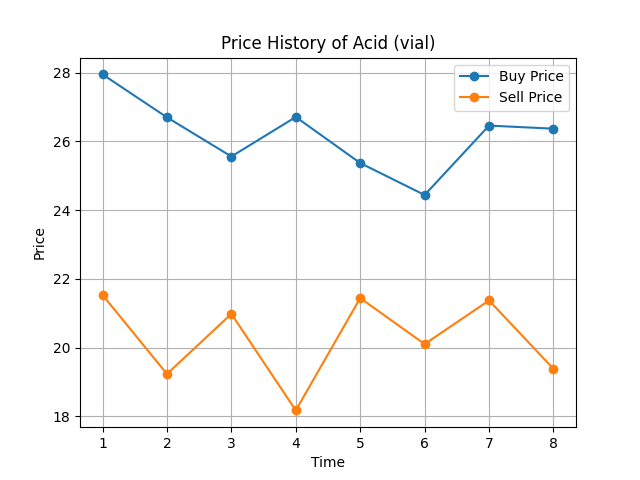 Price History of Acid (vial)
Buy Price
Sell Price
Price
28
26
24
22
20
18
1 2 3 4 5 6 7 8
Time